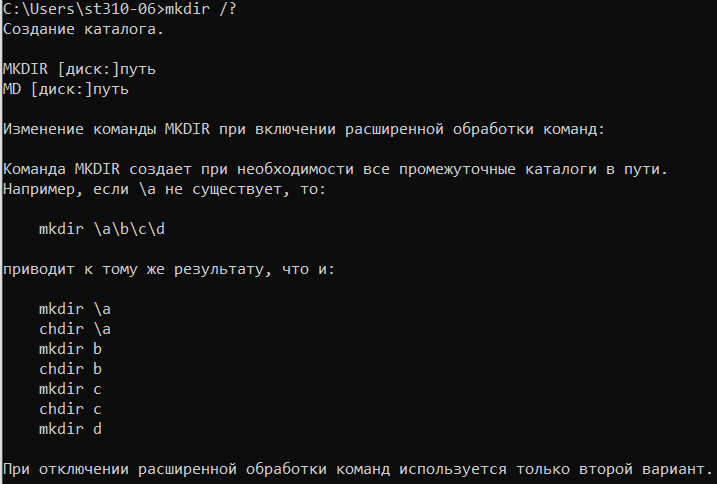 C:\Users\st310-06>mkdir /?
Создание каталога.
MKDIR [диск:]путь
MD [диск:]путь
Изменение команды MKDIR при включении расширенной обработки команд:
Команда MKDIR создает при необходимости все промежуточные каталоги в пути.
Например, если \a не существует, то:
mkdir \a\b\c\d
приводит к тому же результату, что и:
mkdir \a
chdir \a
mkdir b
chdir b
mkdir c
chdir c
mkdir d
При отключении расширенной обработки команд используется только второй вариант.